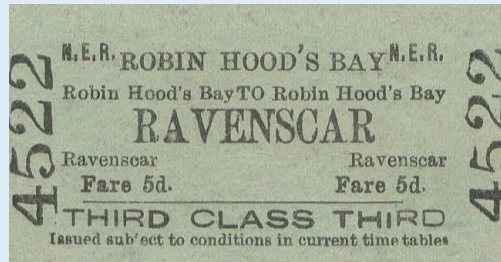 N.E.R. ROBIN HOOD'S BAY N.E.R.
Robin Hood's Bay TO Robin Hood's Bay
RAVENSCAR
Ravenscar Ravenscar
Fare 5d. Fare 5d.
THIRD CLASS THIRD
Issued sub'ect to conditions in current time tables
4522
4522